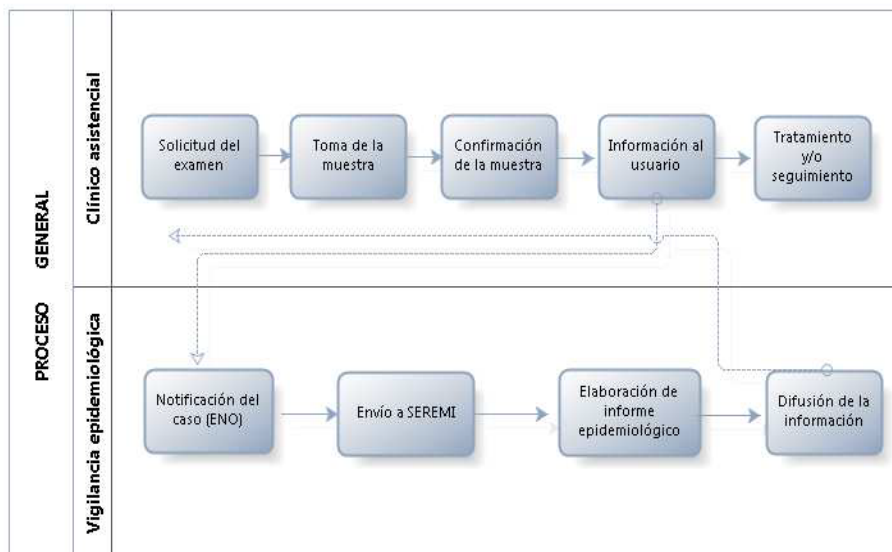 PROCESO GENERAL
Clínico asistencial
Solicitud del
examen
Toma de la
muestra
Confirmación
de la muestra
Información al
usuario
Tratamiento
y/o
seguimiento
Vigilancia epidemiológica
Notificación del
caso (ENO)
Envío a SEREMI
Elaboración de
informe
epidemiológico
Difusión de la
información